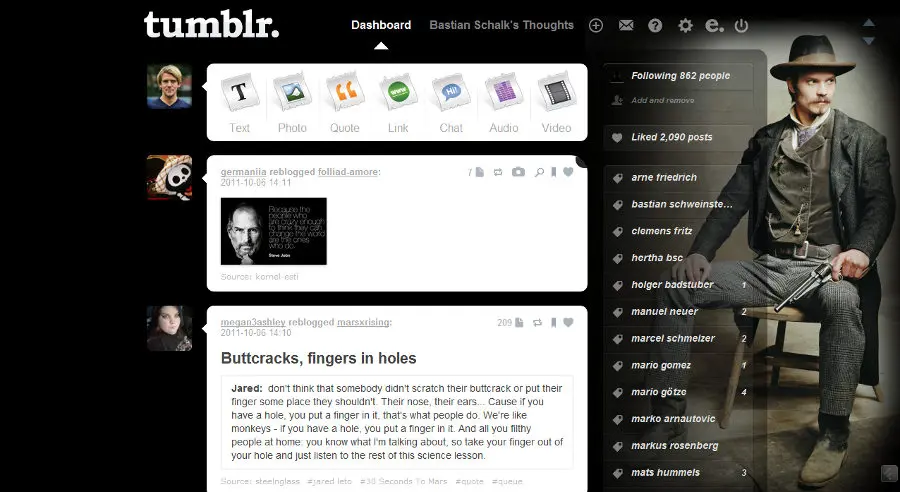 tumblr.
Dashboard
Bastian Schalk's Thoughts
Text
Photo
Quote
Link
Chat
Audio
Video
germaniia reblogged folliad-amore:
2011-10-06 14:11
7
Because the
people who
are crazy enough
to think they can
change the world
are the ones
who do.
Steve Jobs
Source: kornel-esti
megan3ashley reblogged marsxrising:
2011-10-06 14:10
209
Buttcracks, fingers in holes
Jared: don't think that somebody didn't scratch their buttcrack or put their
finger some place they shouldn't. Their nose, their ears... Cause if you
have a hole, you put a finger in it, that's what people do. We're like
monkeys - if you have a hole, you put a finger in it. And all you filthy
people at home: you know what I'm talking about, so take your finger out of
your hole and just listen to the rest of this science lesson.
Source: steelnglass #jared leto #30 Seconds To Mars #quote #queue
Following 862 people
Add and remove
Liked 2,090 posts
arne friedrich
bastian schweinste...
clemens fritz
hertha bsc
holger badstuber 1
manuel neuer 2
marcel schmelzer 2
mario gomez 1
mario götze 4
marko arnautovic
markus rosenberg
mats hummels 3